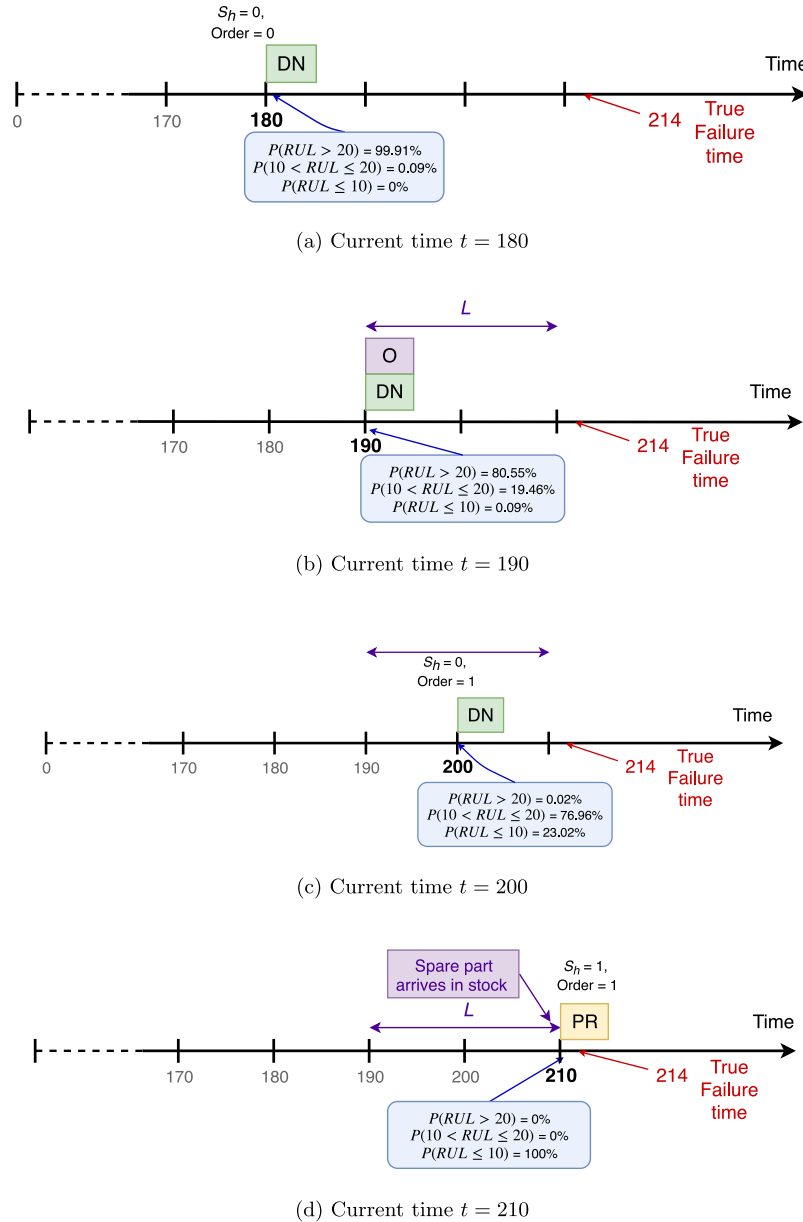 S_h = 0,
Order = 0
DN
Time
0
170
180
214 True
Failure
time
P(RUL > 20) = 99.91%
P(10 < RUL ≤ 20) = 0.09%
P(RUL ≤ 10) = 0%
(a) Current time t = 180
L
O
DN
Time
170
180
190
214 True
Failure
time
P(RUL > 20) = 80.55%
P(10 < RUL ≤ 20) = 19.46%
P(RUL ≤ 10) = 0.09%
(b) Current time t = 190
S_h = 0,
Order = 1
DN
Time
0
170
180
190
200
214 True
Failure
time
P(RUL > 20) = 0.02%
P(10 < RUL ≤ 20) = 76.96%
P(RUL ≤ 10) = 23.02%
(c) Current time t = 200
Spare part
arrives in stock
S_h = 1,
Order = 1
L
PR
Time
170
180
190
200
210
214 True
Failure
time
P(RUL > 20) = 0%
P(10 < RUL ≤ 20) = 0%
P(RUL ≤ 10) = 100%
(d) Current time t = 210